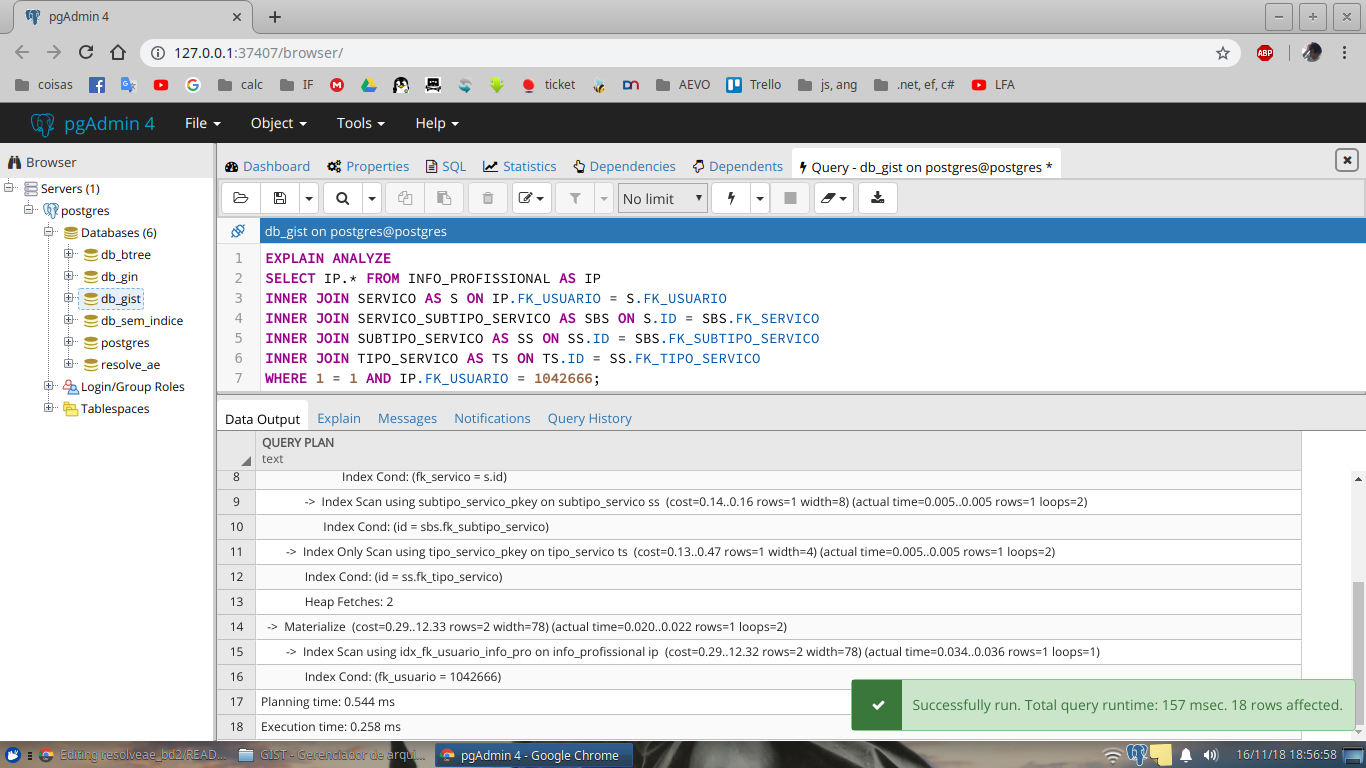 pgAdmin 4
127.0.0.1:37407/browser/
ABP
coisas
calc
IF
ticket
AEVO
Trello
js, ang
.net, ef, c#
LFA
pgAdmin 4
File
Object
Tools
Help
Browser
Dashboard
Properties
SQL
Statistics
Dependencies
Dependents
Query - db_gist on postgres@postgres *
Servers (1)
postgres
Databases (6)
db_btree
db_gin
db_gist
db_sem_indice
postgres
resolve_ae
Login/Group Roles
Tablespaces
No limit
db_gist on postgres@postgres
1 EXPLAIN ANALYZE
2 SELECT IP.* FROM INFO_PROFISSIONAL AS IP
3 INNER JOIN SERVICO AS S ON IP.FK_USUARIO = S.FK_USUARIO
4 INNER JOIN SERVICO_SUBTIPO_SERVICO AS SBS ON S.ID = SBS.FK_SERVICO
5 INNER JOIN SUBTIPO_SERVICO AS SS ON SS.ID = SBS.FK_SUBTIPO_SERVICO
6 INNER JOIN TIPO_SERVICO AS TS ON TS.ID = SS.FK_TIPO_SERVICO
7 WHERE 1 = 1 AND IP.FK_USUARIO = 1042666;
Data Output
Explain
Messages
Notifications
Query History
QUERY PLAN
text
8 Index Cond: (fk_servico = s.id)
9 -> Index Scan using subtipo_servico_pkey on subtipo_servico ss (cost=0.14..0.16 rows=1 width=8) (actual time=0.005..0.005 rows=1 loops=2)
10 Index Cond: (id = sbs.fk_subtipo_servico)
11 -> Index Only Scan using tipo_servico_pkey on tipo_servico ts (cost=0.13..0.47 rows=1 width=4) (actual time=0.005..0.005 rows=1 loops=2)
12 Index Cond: (id = ss.fk_tipo_servico)
13 Heap Fetches: 2
14 -> Materialize (cost=0.29..12.33 rows=2 width=78) (actual time=0.020..0.022 rows=1 loops=2)
15 -> Index Scan using idx_fk_usuario_info_pro on info_profissional ip (cost=0.29..12.32 rows=2 width=78) (actual time=0.034..0.036 rows=1 loops=1)
16 Index Cond: (fk_usuario = 1042666)
17 Planning time: 0.544 ms
18 Execution time: 0.258 ms
Successfully run. Total query runtime: 157 msec. 18 rows affected.
Editing resolveae_bd2/READ...
GIST - Gerenciador de arqui...
pgAdmin 4 - Google Chrome
16/11/18 18:56:58